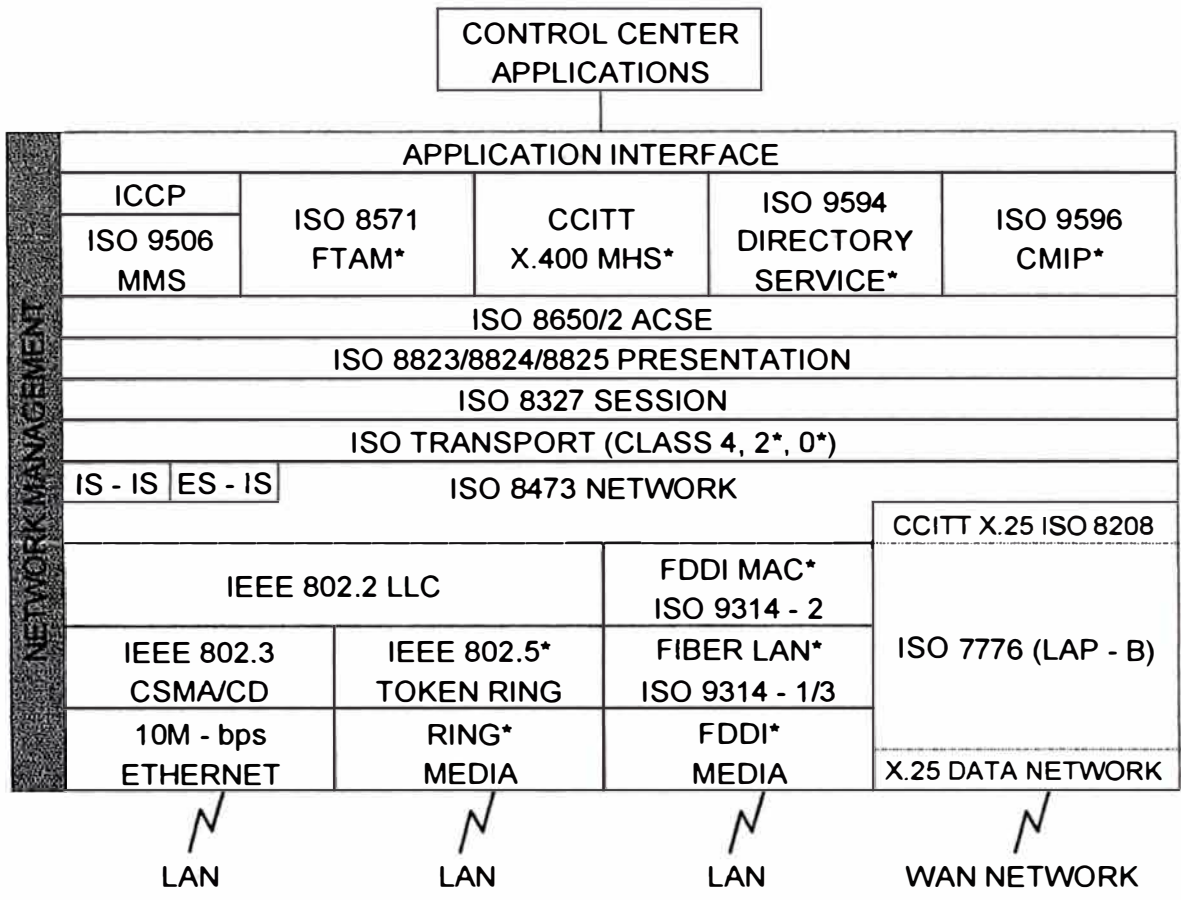 CONTROL CENTER
APPLICATIONS
APPLICATION INTERFACE
ICCP
ISO 9506
MMS
ISO 8571
FTAM*
CCITT
X.400 MHS*
ISO 9594
DIRECTORY
SERVICE*
ISO 9596
CMIP*
ISO 8650/2 ACSE
ISO 8823/8824/8825 PRESENTATION
ISO 8327 SESSION
ISO TRANSPORT (CLASS 4, 2*, 0*)
IS - IS
ES - IS
ISO 8473 NETWORK
CCITT X.25 ISO 8208
IEEE 802.2 LLC
FDDI MAC*
ISO 9314 - 2
ISO 7776 (LAP - B)
IEEE 802.3
CSMA/CD
IEEE 802.5*
TOKEN RING
FIBER LAN*
ISO 9314 - 1/3
10M - bps
ETHERNET
RING*
MEDIA
FDDI*
MEDIA
X.25 DATA NETWORK
NETWORK MANAGEMENT
LAN
LAN
LAN
WAN NETWORK